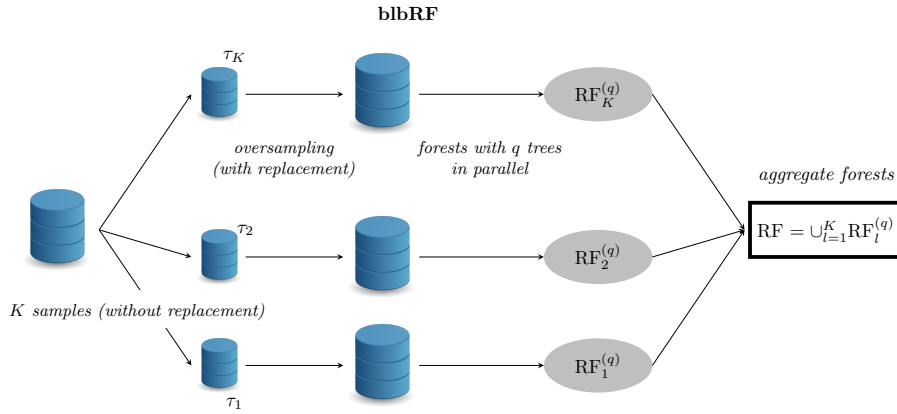 blbRF
τ_K
RF_K^{(q)}
oversampling
(with replacement)
forests with q trees
in parallel
aggregate forests
τ_2
RF_2^{(q)}
RF = ∪_{l=1}^K RF_l^{(q)}
K samples (without replacement)
RF_1^{(q)}
τ_1